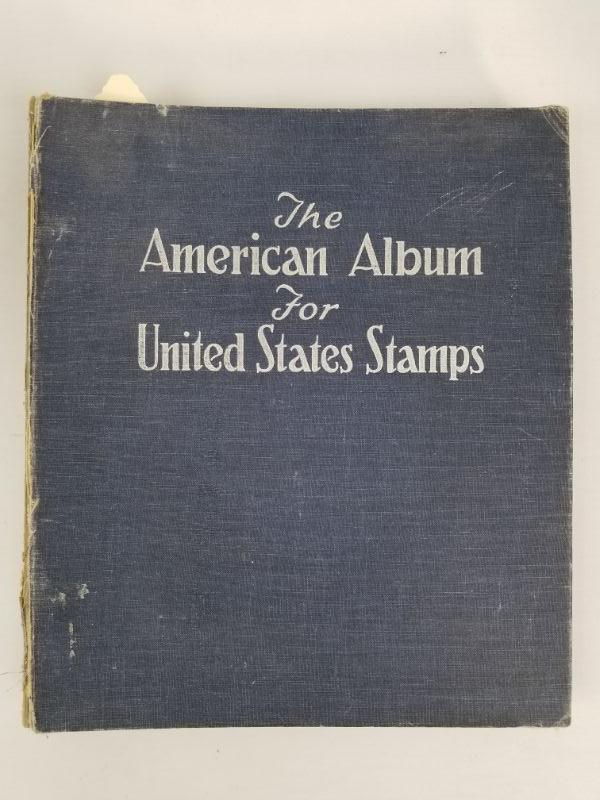 The
American Album
For
United States Stamps